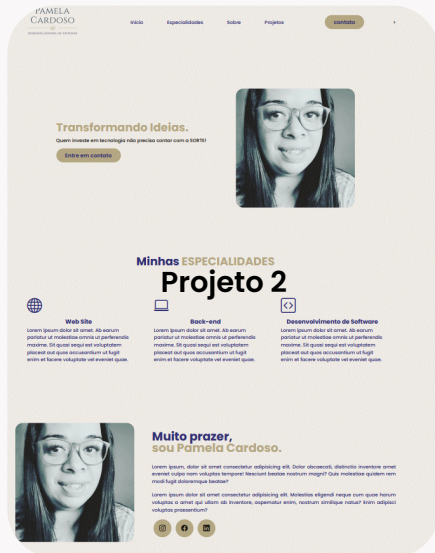 PAMELA
CARDOSO
Início Especialidades Sobre Projetos contato
Transformando Ideias.
Quem investe em tecnologia não precisa contar com a SORTE!
Entre em contato
Minhas ESPECIALIDADES
Projeto 2
Web Site
Lorem ipsum dolor sit amet. Ab earum
pariatur ut molestiae omnis ut perferendis
maxime. Sit quasi sequi est voluptatem
placeat aut quos accusantium ut fugit
enim et facere voluptate vel eveniet quae.
Back-end
Lorem ipsum dolor sit amet. Ab earum
pariatur ut molestiae omnis ut perferendis
maxime. Sit quasi sequi est voluptatem
placeat aut quos accusantium ut fugit
enim et facere voluptate vel eveniet quae.
Desenvolvimento de Software
Lorem ipsum dolor sit amet. Ab earum
pariatur ut molestiae omnis ut perferendis
maxime. Sit quasi sequi est voluptatem
placeat aut quos accusantium ut fugit
enim et facere voluptate vel eveniet quae.
Muito prazer,
sou Pamela Cardoso.
Lorem ipsum, dolor sit amet consectetur adipisicing elit. Dolor obcaecati, distinctio inventore amet
eveniet culpa nam voluptas tempore! Nesciunt beatae nostrum magni? Quis molestiae quidem rem
modi fugit doloremque beatae?
Lorem ipsum, dolor sit amet consectetur adipisicing elit. Molestias eligendi neque cum quae harum
voluptas a amet qui ullam ab inventore, aspernatur enim, nostrum similique natus? Enim adipisci
voluptas praesentium?